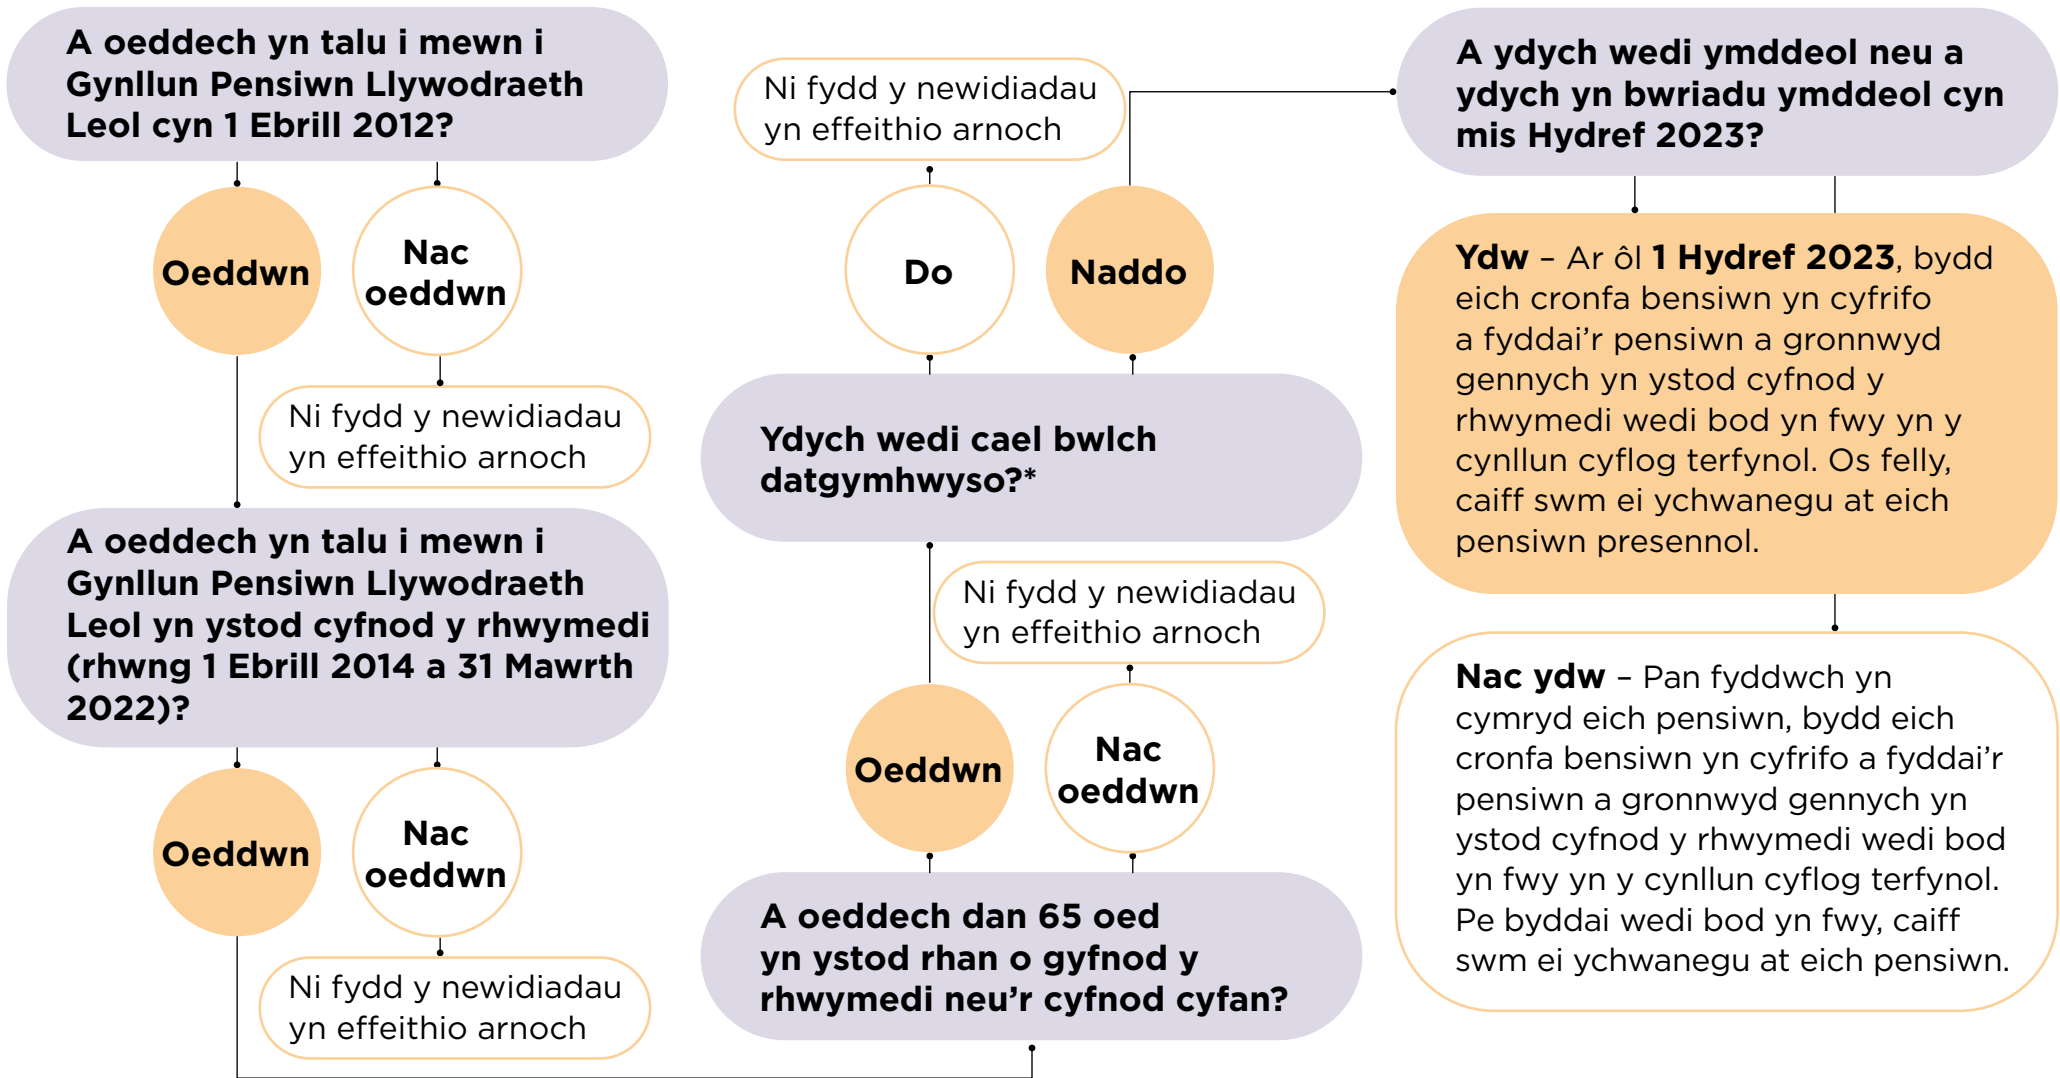 A oeddech yn talu i mewn i
Gynllun Pensiwn Llywodraeth
Leol cyn 1 Ebrill 2012?
Oeddwn
Nac
oeddwn
Ni fydd y newidiadau
yn effeithio arnoch
A oeddech yn talu i mewn i
Gynllun Pensiwn Llywodraeth
Leol yn ystod cyfnod y rhwymedi
(rhwng 1 Ebrill 2014 a 31 Mawrth
2022)?
Oeddwn
Nac
oeddwn
Ni fydd y newidiadau
yn effeithio arnoch
A oeddech dan 65 oed
yn ystod rhan o gyfnod y
rhwymedi neu'r cyfnod cyfan?
Oeddwn
Nac
oeddwn
Ni fydd y newidiadau
yn effeithio arnoch
Ydych wedi cael bwlch
datgymhwyso?*
Do
Naddo
Ni fydd y newidiadau
yn effeithio arnoch
A ydych wedi ymddeol neu a
ydych yn bwriadu ymddeol cyn
mis Hydref 2023?
Ydw – Ar ôl 1 Hydref 2023, bydd
eich cronfa bensiwn yn cyfrifo
a fyddai'r pensiwn a gronnwyd
gennych yn ystod cyfnod y
rhwymedi wedi bod yn fwy yn y
cynllun cyflog terfynol. Os felly,
caiff swm ei ychwanegu at eich
pensiwn presennol.
Nac ydw – Pan fyddwch yn
cymryd eich pensiwn, bydd eich
cronfa bensiwn yn cyfrifo a fyddai'r
pensiwn a gronnwyd gennych yn
ystod cyfnod y rhwymedi wedi bod
yn fwy yn y cynllun cyflog terfynol.
Pe byddai wedi bod yn fwy, caiff
swm ei ychwanegu at eich pensiwn.